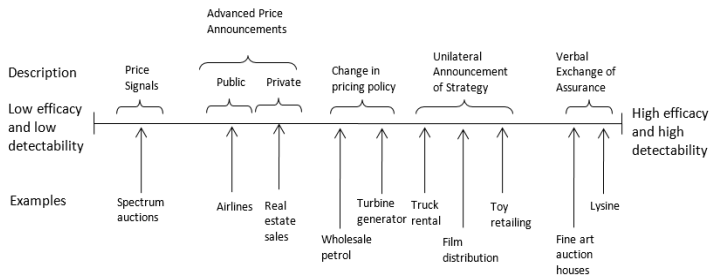 Advanced Price
Announcements
Description
Price
Signals
Public
Private
Change in
pricing policy
Unilateral
Announcement
of Strategy
Verbal
Exchange of
Assurance
Low efficacy
and low
detectability
High efficacy
and high
detectability
Examples
Spectrum
auctions
Airlines
Real
estate
sales
Wholesale
petrol
Turbine
generator
Truck
rental
Film
distribution
Toy
retailing
Fine art
auction
houses
Lysine